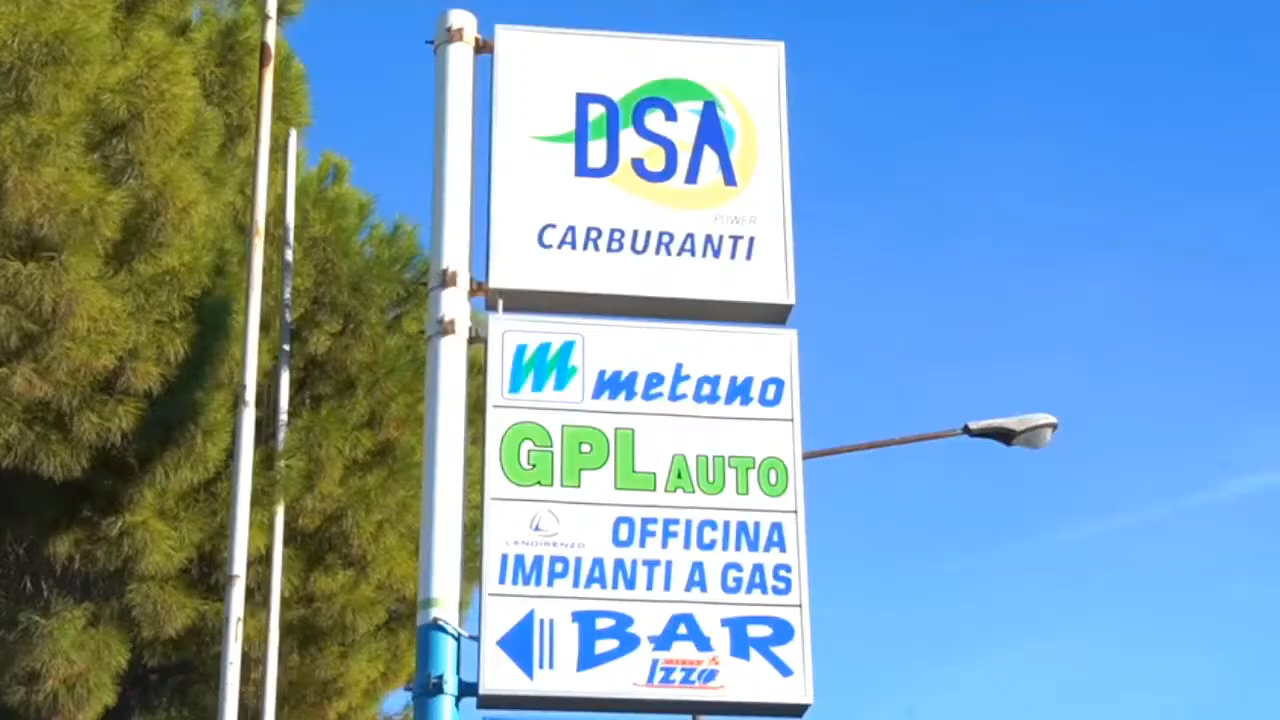 DSA
POWER
CARBURANTI
metano
GPL AUTO
LANDIRENZO
OFFICINA
IMPIANTI A GAS
BAR
Izzo